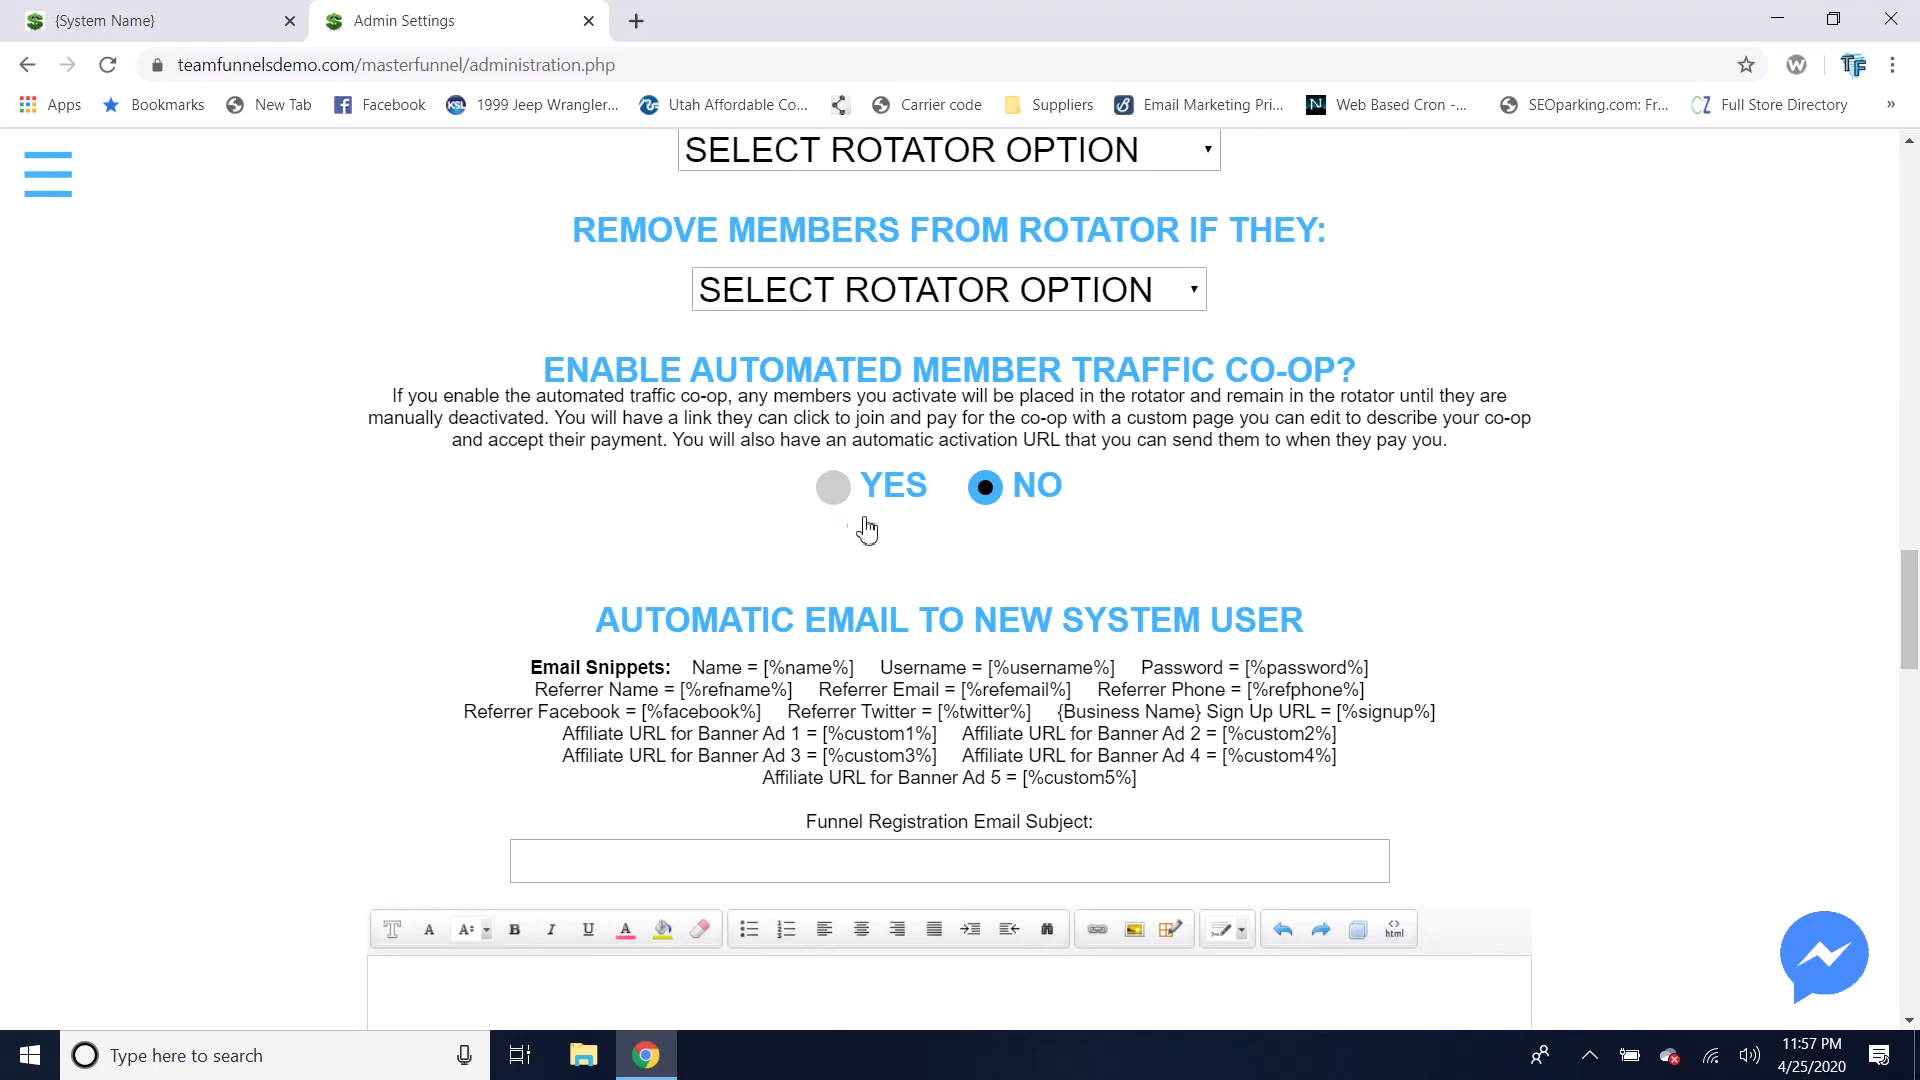 {System Name}
Admin Settings
teamfunnelsdemo.com/masterfunnel/administration.php
Apps
Bookmarks
New Tab
Facebook
KSL
1999 Jeep Wrangler...
Utah Affordable Co...
Carrier code
Suppliers
Email Marketing Pri...
Web Based Cron -...
SEOparking.com: Fr...
Full Store Directory
»
SELECT ROTATOR OPTION
REMOVE MEMBERS FROM ROTATOR IF THEY:
SELECT ROTATOR OPTION
ENABLE AUTOMATED MEMBER TRAFFIC CO-OP?
If you enable the automated traffic co-op, any members you activate will be placed in the rotator and remain in the rotator until they are
manually deactivated. You will have a link they can click to join and pay for the co-op with a custom page you can edit to describe your co-op
and accept their payment. You will also have an automatic activation URL that you can send them to when they pay you.
YES NO
AUTOMATIC EMAIL TO NEW SYSTEM USER
Email Snippets: Name = [%name%] Username = [%username%] Password = [%password%]
Referrer Name = [%refname%] Referrer Email = [%refemail%] Referrer Phone = [%refphone%]
Referrer Facebook = [%facebook%] Referrer Twitter = [%twitter%] {Business Name} Sign Up URL = [%signup%]
Affiliate URL for Banner Ad 1 = [%custom1%] Affiliate URL for Banner Ad 2 = [%custom2%]
Affiliate URL for Banner Ad 3 = [%custom3%] Affiliate URL for Banner Ad 4 = [%custom4%]
Affiliate URL for Banner Ad 5 = [%custom5%]
Funnel Registration Email Subject:
html
Type here to search
11:57 PM
4/25/2020